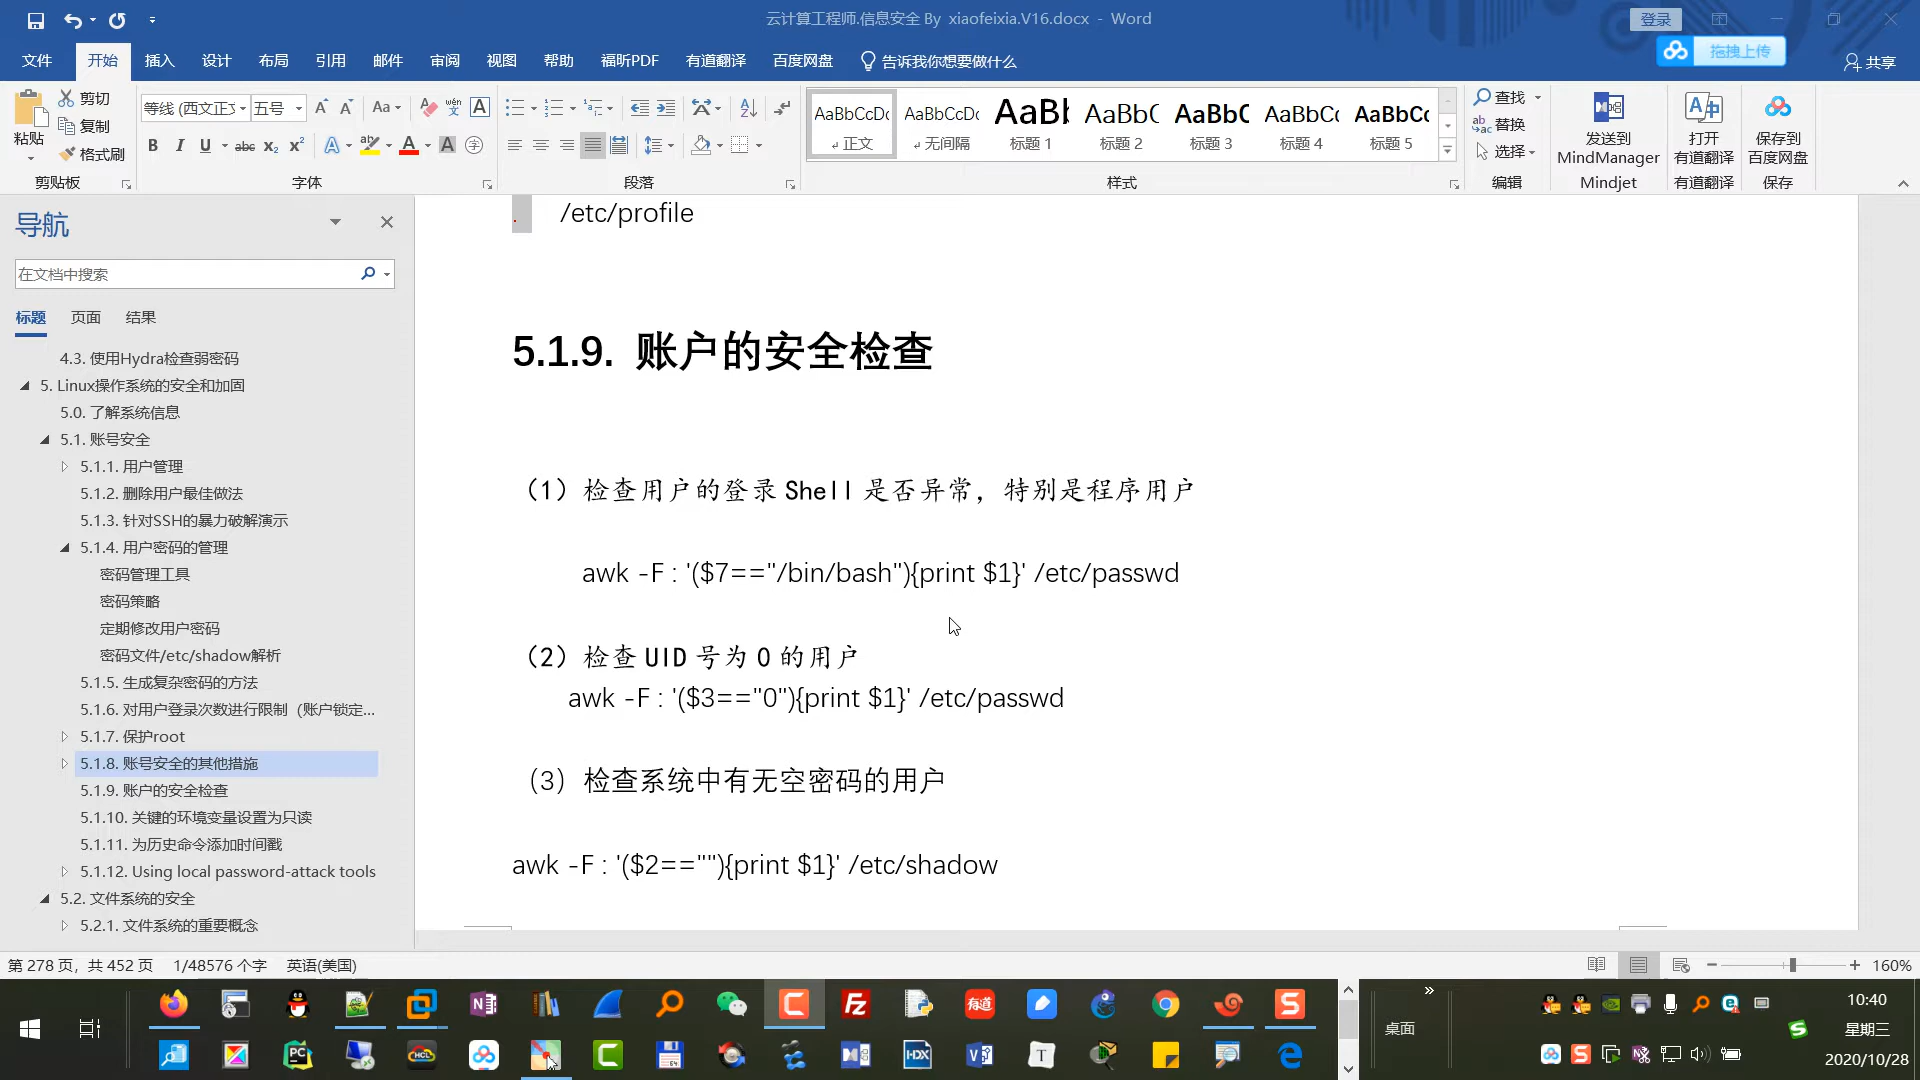 云计算工程师.信息安全 By xiaofeixia.V16.docx - Word
登录
文件 开始 插入 设计 布局 引用 邮件 审阅 视图 帮助 福昕PDF 有道翻译 百度网盘 告诉我你想要做什么
拖拽上传
共享
粘贴
剪切
复制
格式刷
剪贴板
等线 (西文正文 五号
字体
段落
AaBbCcDc AaBbCcDc AaBl AaBbC AaBbC AaBbCc AaBbCc
正文 无间隔 标题 1 标题 2 标题 3 标题 4 标题 5
样式
查找
替换
选择
编辑
发送到
MindManager
Mindjet
打开
有道翻译
有道翻译
保存到
百度网盘
保存
导航
在文档中搜索
标题 页面 结果
4.3. 使用Hydra检查弱密码
5. Linux操作系统的安全和加固
5.0. 了解系统信息
5.1. 账号安全
5.1.1. 用户管理
5.1.2. 删除用户最佳做法
5.1.3. 针对SSH的暴力破解演示
5.1.4. 用户密码的管理
密码管理工具
密码策略
定期修改用户密码
密码文件/etc/shadow解析
5.1.5. 生成复杂密码的方法
5.1.6. 对用户登录次数进行限制（账户锁定...
5.1.7. 保护root
5.1.8. 账号安全的其他措施
5.1.9. 账户的安全检查
5.1.10. 关键的环境变量设置为只读
5.1.11. 为历史命令添加时间戳
5.1.12. Using local password-attack tools
5.2. 文件系统的安全
5.2.1. 文件系统的重要概念
. /etc/profile
5.1.9. 账户的安全检查
（1）检查用户的登录 Shell 是否异常，特别是程序用户
awk -F : '($7=="/bin/bash"){print $1}' /etc/passwd
（2）检查 UID 号为 0 的用户
awk -F : '($3=="0"){print $1}' /etc/passwd
（3）检查系统中有无空密码的用户
awk -F : '($2==""){print $1}' /etc/shadow
第 278 页，共 452 页 1/48576 个字 英语(美国)
160%
桌面
10:40
星期三
2020/10/28